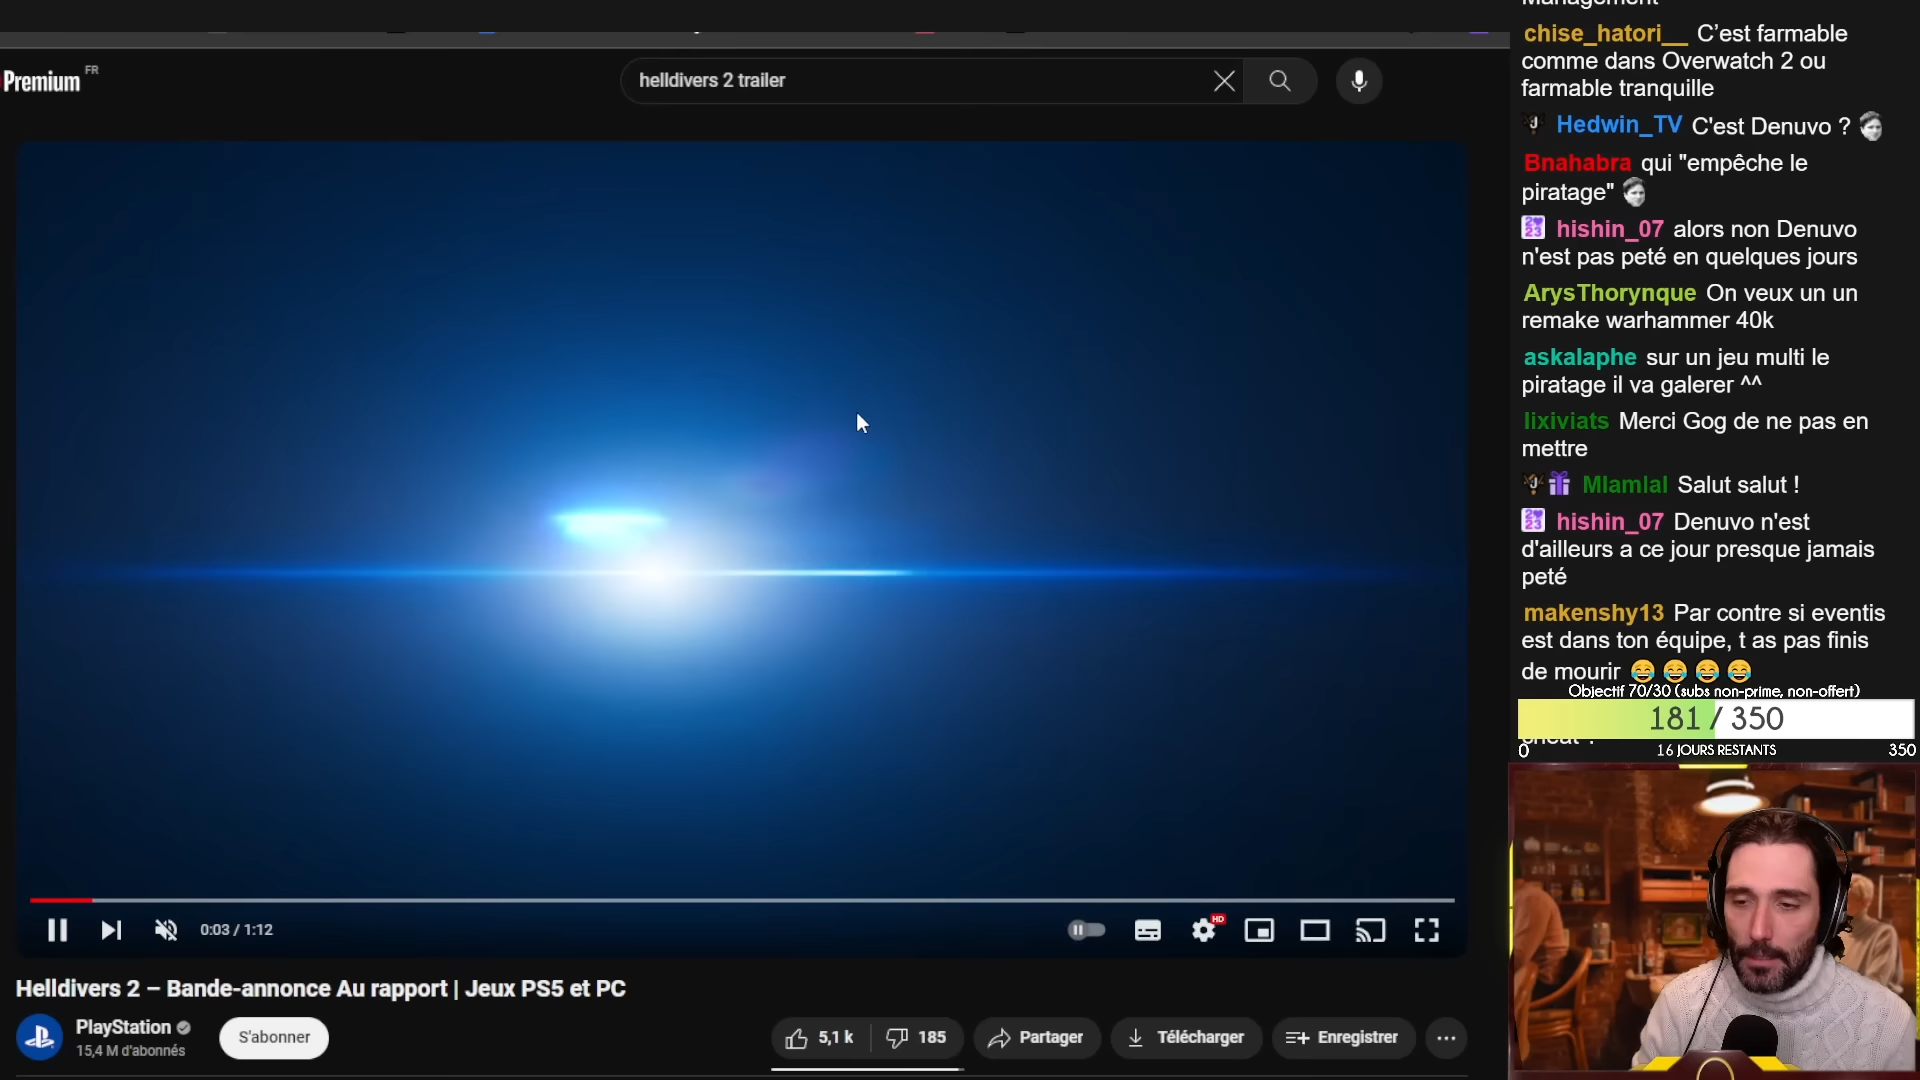 Premium FR
helldivers 2 trailer
0:03 / 1:12
HD
Helldivers 2 – Bande-annonce Au rapport | Jeux PS5 et PC
PlayStation
15,4 M d'abonnés
S'abonner
5,1 k
185
Partager
Télécharger
Enregistrer
Management
chise_hatori__ C’est farmable
comme dans Overwatch 2 ou
farmable tranquille
Hedwin_TV C'est Denuvo ?
Bnahabra qui "empêche le
piratage"
hishin_07 alors non Denuvo
n'est pas peté en quelques jours
ArysThorynque On veux un un
remake warhammer 40k
askalaphe sur un jeu multi le
piratage il va galerer ^^
lixiviats Merci Gog de ne pas en
mettre
Mlamlal Salut salut !
hishin_07 Denuvo n'est
d'ailleurs a ce jour presque jamais
peté
makenshy13 Par contre si eventis
est dans ton équipe, t as pas finis
de mourir 😂 😂 😂 😂
Objectif 70/30 (subs non-prime, non-offert)
181 / 350
0 16 JOURS RESTANTS 350